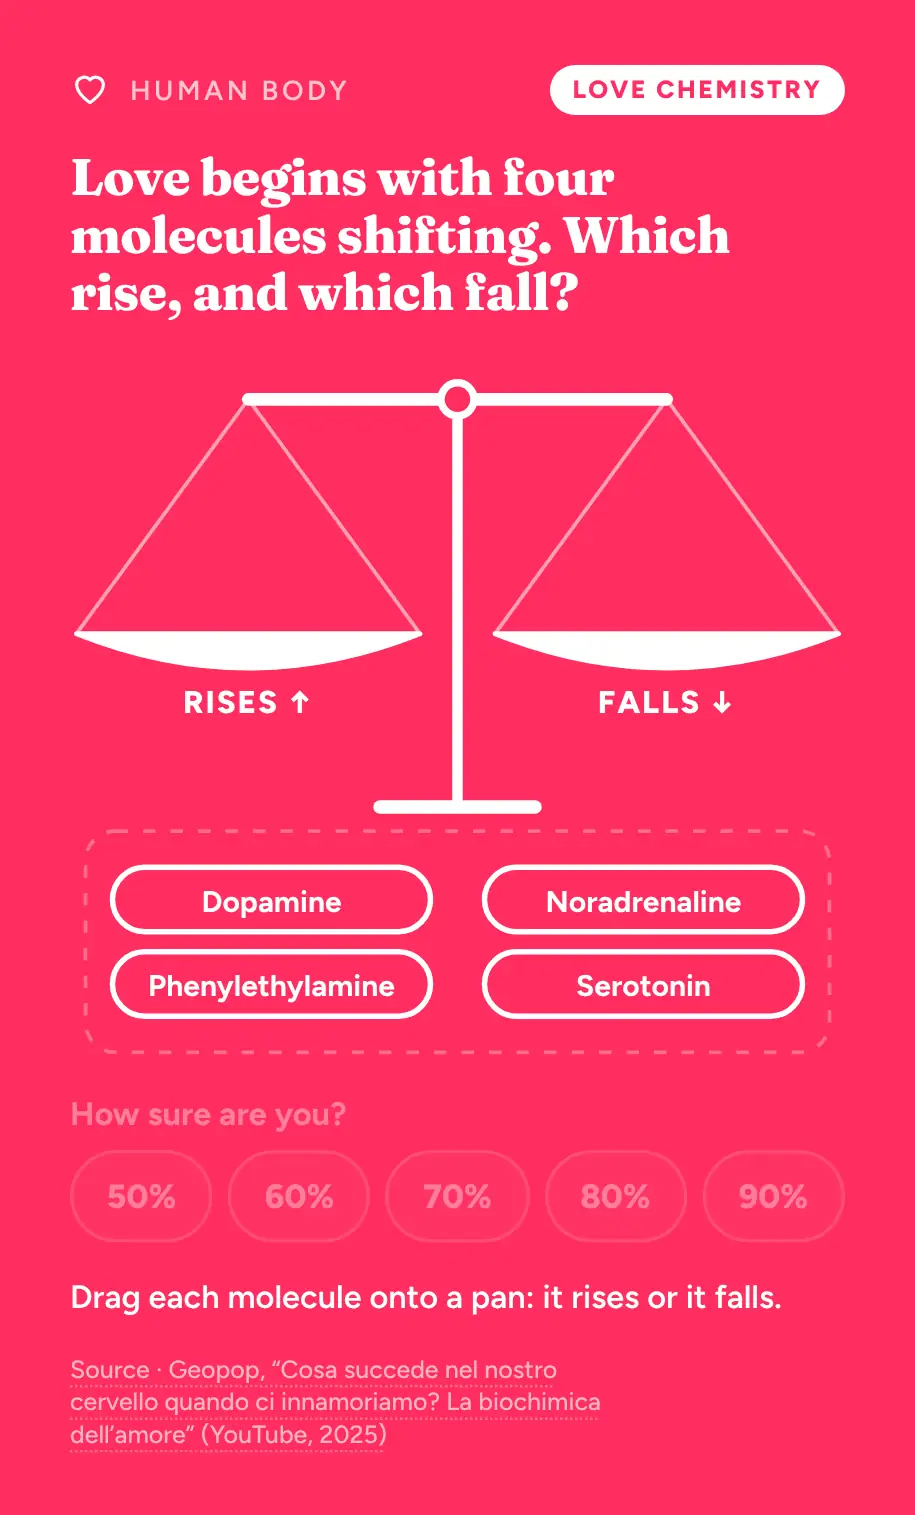 HUMAN BODY
LOVE CHEMISTRY
Love begins with four
molecules shifting. Which
rise, and which fall?
RISES ↑
FALLS ↓
Dopamine
Noradrenaline
Phenylethylamine
Serotonin
How sure are you?
50%
60%
70%
80%
90%
Drag each molecule onto a pan: it rises or it falls.
Source · Geopop, “Cosa succede nel nostro
cervello quando ci innamoriamo? La biochimica
dell’amore” (YouTube, 2025)